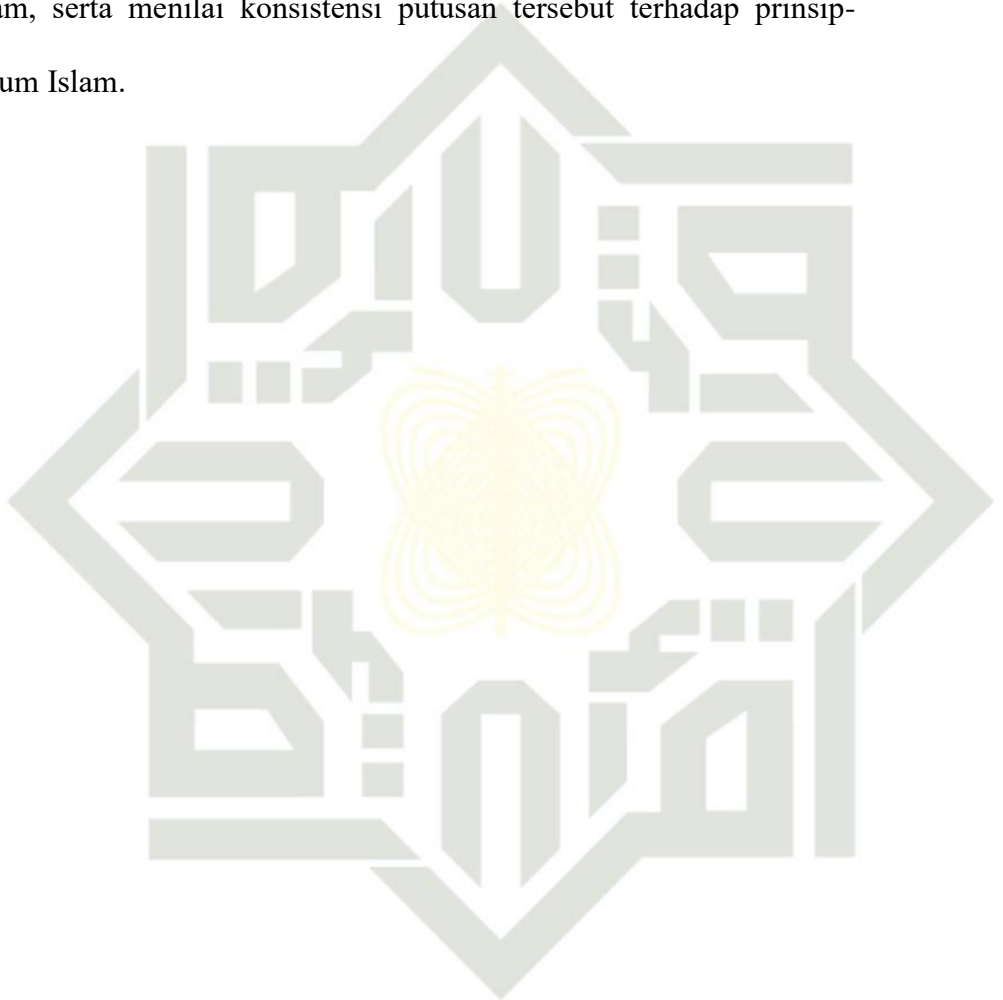 am, serta menilai konsistensi putusan tersebut terhadap prinsip-
um Islam.